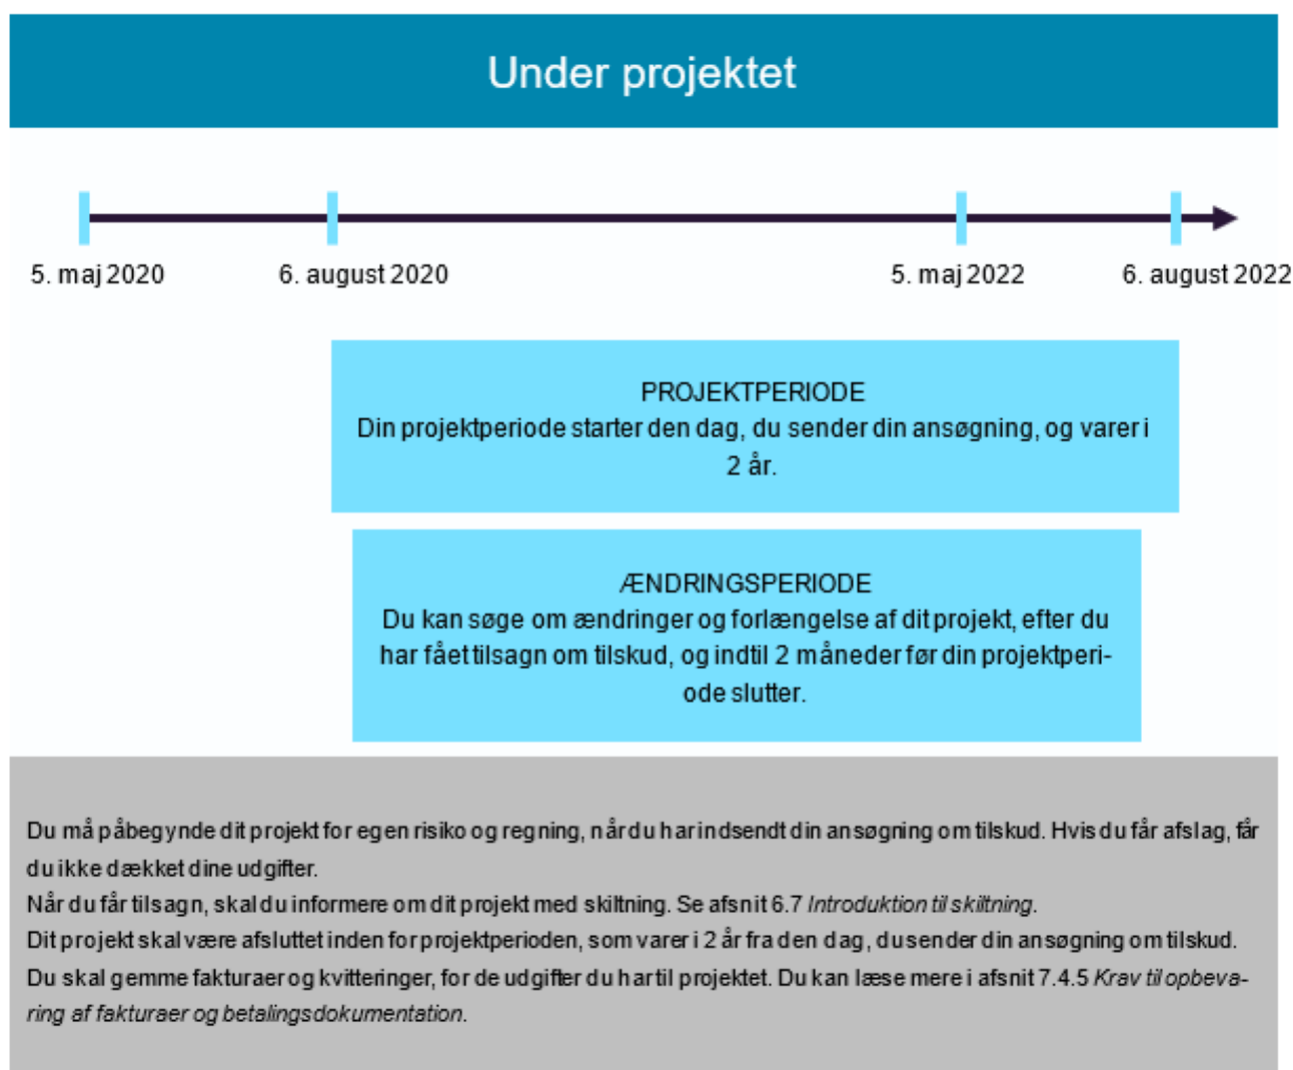 Under projektet
5. maj 2020
6. august 2020
5. maj 2022
6. august 2022
PROJEKTPERIODE
Din projektperiode starter den dag, du sender din ansøgning, og varer i
2 år.
ÆNDRINGSPERIODE
Du kan søge om ændringer og forlængelse af dit projekt, efter du
har fået tilsagn om tilskud, og indtil 2 måneder før din projektperi-
ode slutter.
Du må påbegynde dit projekt for egen risiko og regning, når du har indsendt din ansøgning om tilskud. Hvis du får afslag, får
du ikke dækket dine udgifter.
Når du får tilsagn, skal du informere om dit projekt med skiltning. Se afsnit 6.7 Introduktion til skiltning.
Dit projekt skal være afsluttet inden for projektperioden, som varer i 2 år fra den dag, du sender din ansøgning om tilskud.
Du skal gemme fakturaer og kvitteringer, for de udgifter du har til projektet. Du kan læse mere i afsnit 7.4.5 Krav til opbeva-
ring af fakturaer og betalingsdokumentation.